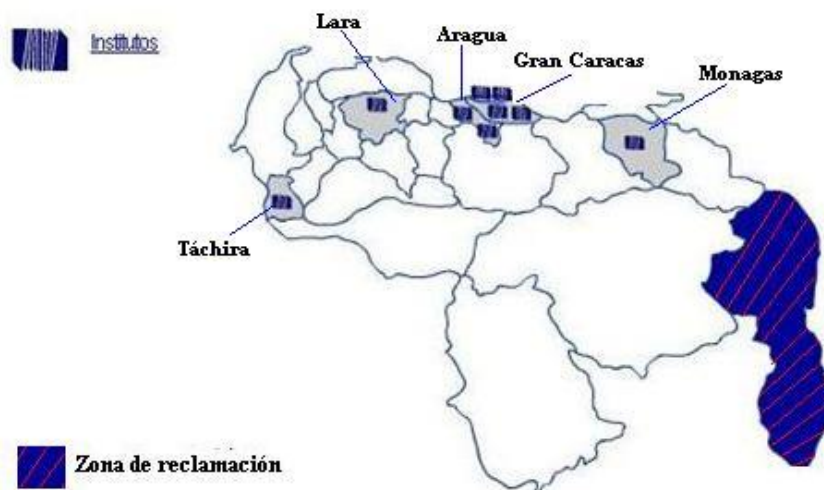 Institutos
Lara
Aragua
Gran Caracas
Monagas
Táchira
Zona de reclamación